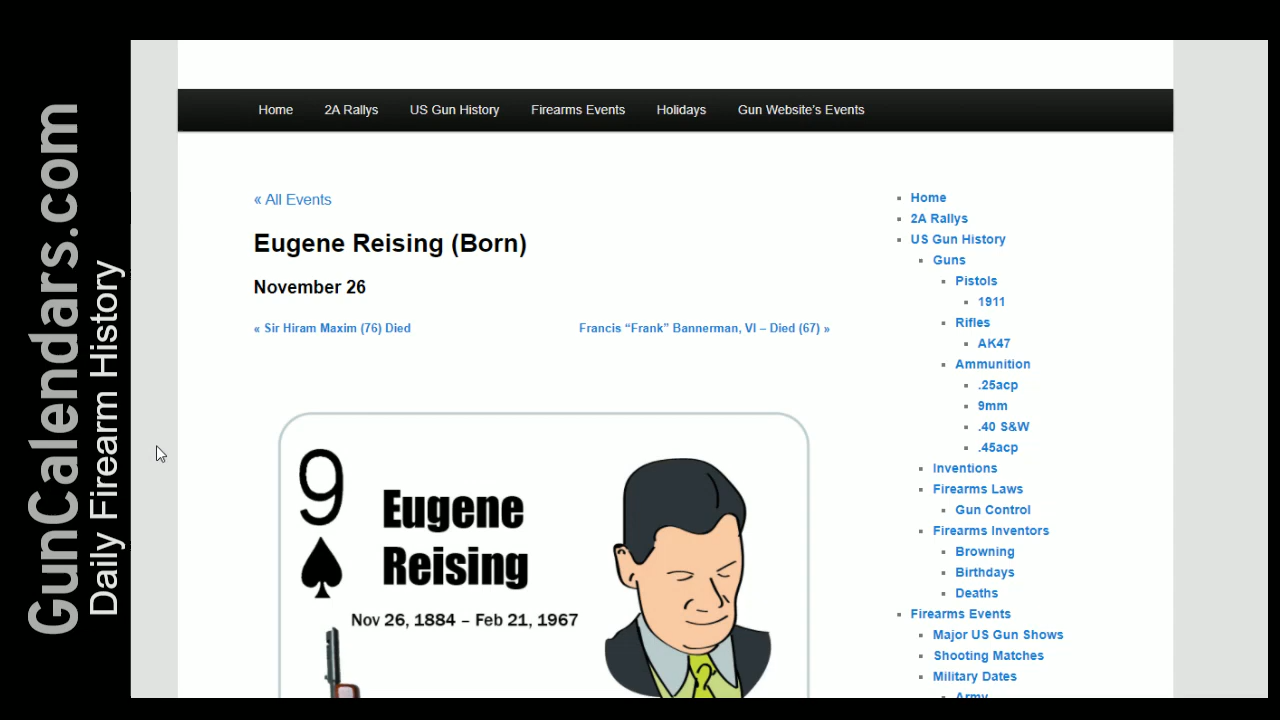 GunCalendars.com
Daily Firearm History
Home 2A Rallys US Gun History Firearms Events Holidays Gun Website's Events
« All Events
Eugene Reising (Born)
November 26
« Sir Hiram Maxim (76) Died
Francis “Frank” Bannerman, VI – Died (67) »
9
Eugene
Reising
Nov 26, 1884 – Feb 21, 1967
Home
2A Rallys
US Gun History
Guns
Pistols
1911
Rifles
AK47
Ammunition
.25acp
9mm
.40 S&W
.45acp
Inventions
Firearms Laws
Gun Control
Firearms Inventors
Browning
Birthdays
Deaths
Firearms Events
Major US Gun Shows
Shooting Matches
Military Dates
Army